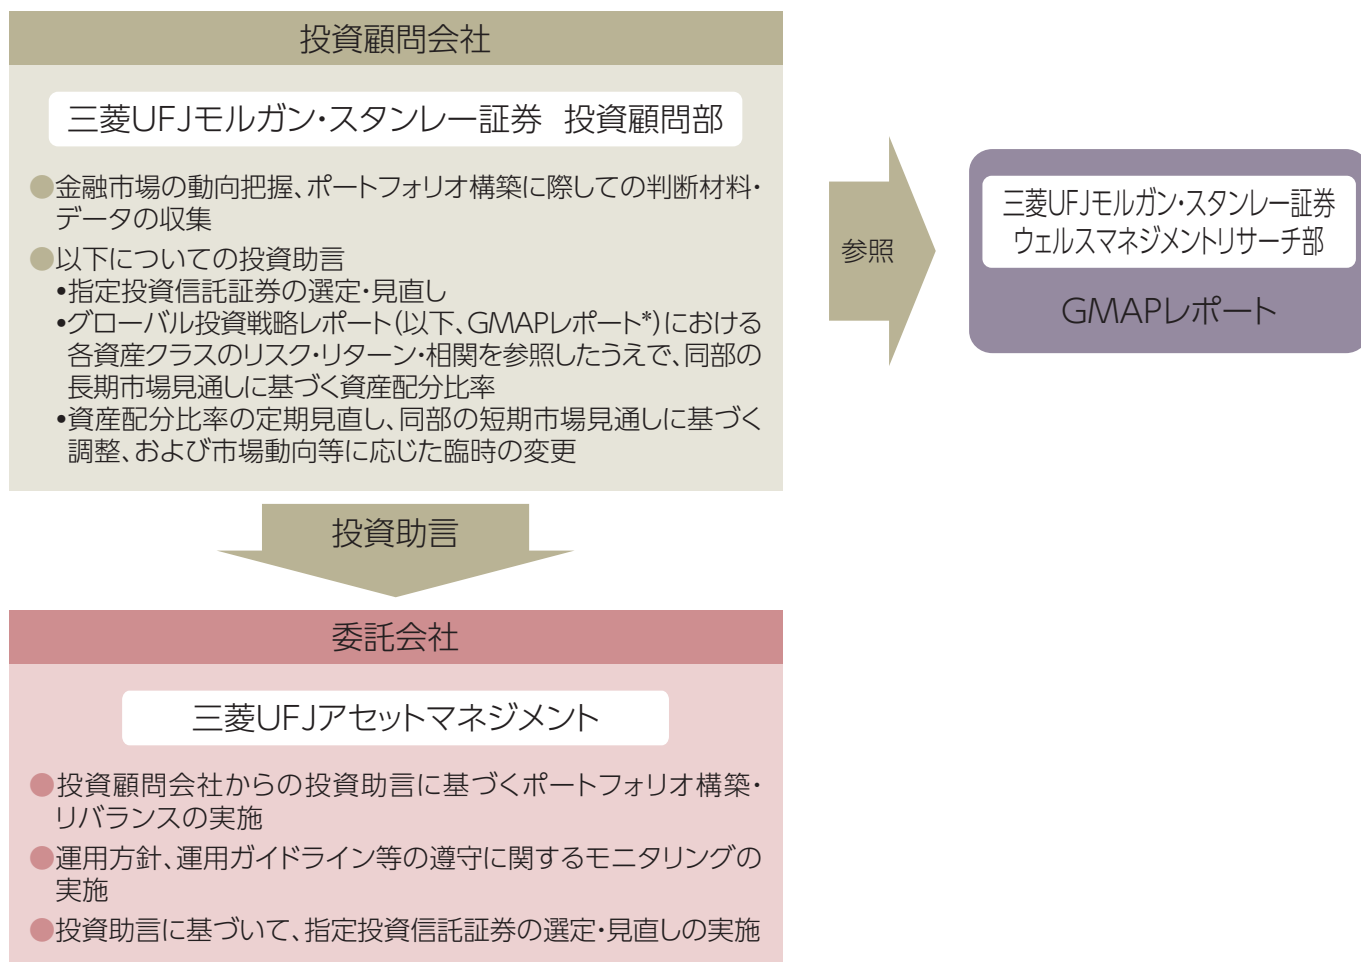 投資顧問会社
三菱UFJモルガン・スタンレー証券 投資顧問部
●金融市場の動向把握、ポートフォリオ構築に際しての判断材料・
データの収集
●以下についての投資助言
•指定投資信託証券の選定・見直し
•グローバル投資戦略レポート(以下、GMAPレポート*)における
各資産クラスのリスク・リターン・相関を参照したうえで、同部の
長期市場見通しに基づく資産配分比率
•資産配分比率の定期見直し、同部の短期市場見通しに基づく
調整、および市場動向等に応じた臨時の変更
参照
三菱UFJモルガン・スタンレー証券
ウェルスマネジメントリサーチ部
GMAPレポート
投資助言
委託会社
三菱UFJアセットマネジメント
●投資顧問会社からの投資助言に基づくポートフォリオ構築・
リバランスの実施
●運用方針、運用ガイドライン等の遵守に関するモニタリングの
実施
●投資助言に基づいて、指定投資信託証券の選定・見直しの実施